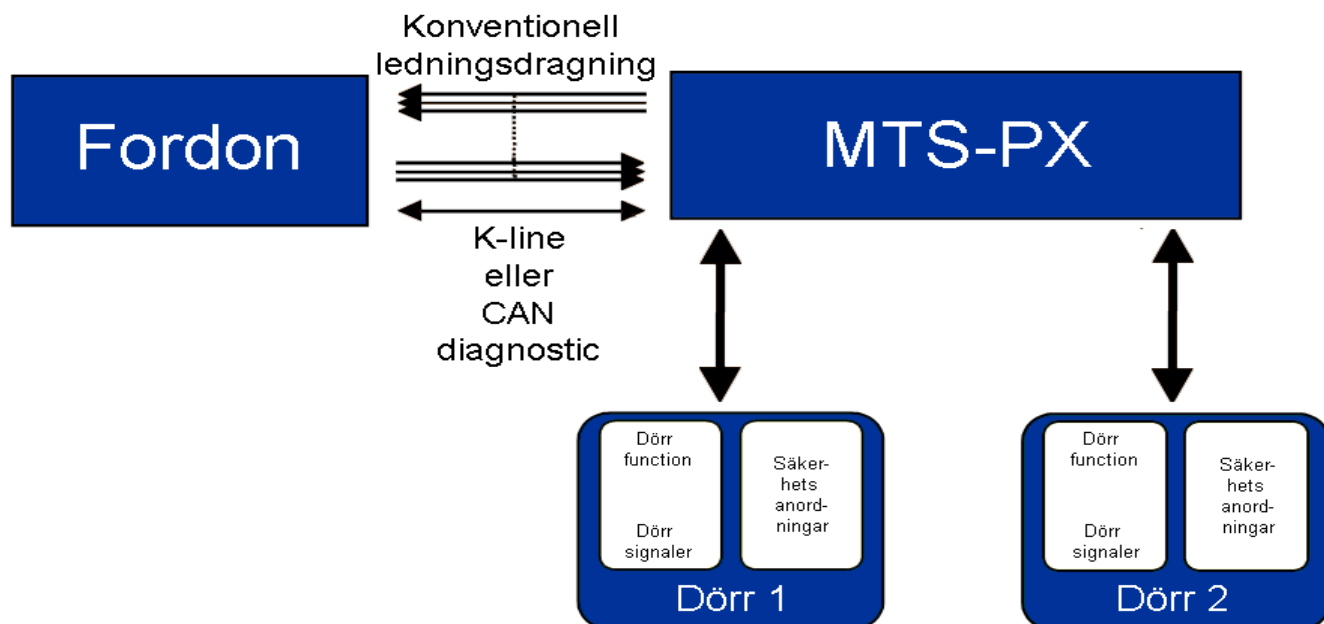 Konventionell
ledningsdragning
Fordon
MTS-PX
K-line
eller
CAN
diagnostic
Dörr
function
Dörr
signaler
Säker-
hets
anord-
ningar
Dörr 1
Dörr
function
Dörr
signaler
Säker-
hets
anord-
ningar
Dörr 2